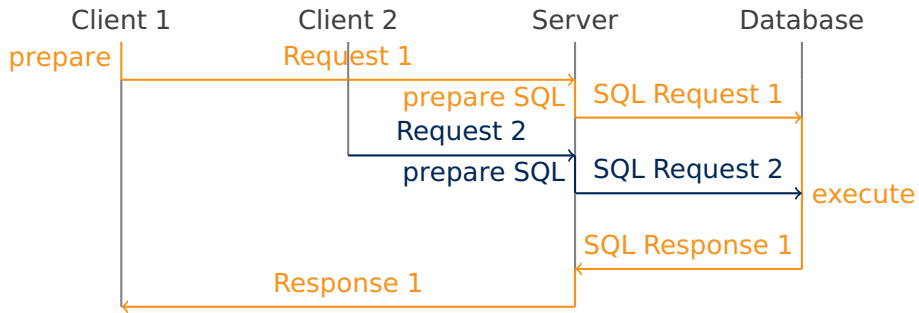 Client 1
Client 2
Server
Database
prepare
Request 1
prepare SQL
SQL Request 1
Request 2
prepare SQL
SQL Request 2
execute
SQL Response 1
Response 1